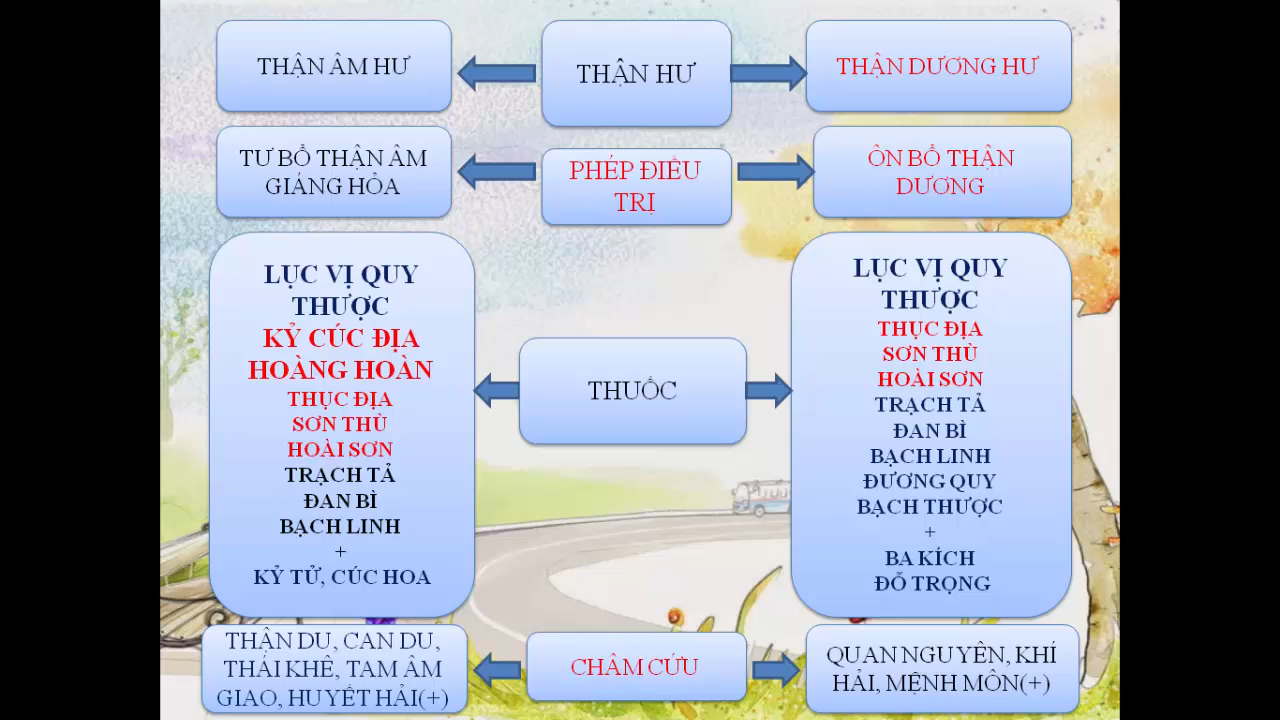 THẬN ÂM HƯ
THẬN HƯ
THẬN DƯƠNG HƯ
TƯ BỔ THẬN ÂM
GIÁNG HỎA
PHÉP ĐIỀU
TRỊ
ÔN BỔ THẬN
DƯƠNG
LỤC VỊ QUY
THƯỢC
KỶ CÚC ĐỊA
HOÀNG HOÀN
THỤC ĐỊA
SƠN THÙ
HOÀI SƠN
TRẠCH TẢ
ĐAN BÌ
BẠCH LINH
+
KỶ TỬ, CÚC HOA
THUỐC
LỤC VỊ QUY
THƯỢC
THỤC ĐỊA
SƠN THÙ
HOÀI SƠN
TRẠCH TẢ
ĐAN BÌ
BẠCH LINH
ĐƯƠNG QUY
BẠCH THƯỢC
+
BA KÍCH
ĐỖ TRỌNG
THẬN DU, CAN DU,
THÁI KHÊ, TAM ÂM
GIAO, HUYẾT HẢI(+)
CHÂM CỨU
QUAN NGUYÊN, KHÍ
HẢI, MỆNH MÔN(+)